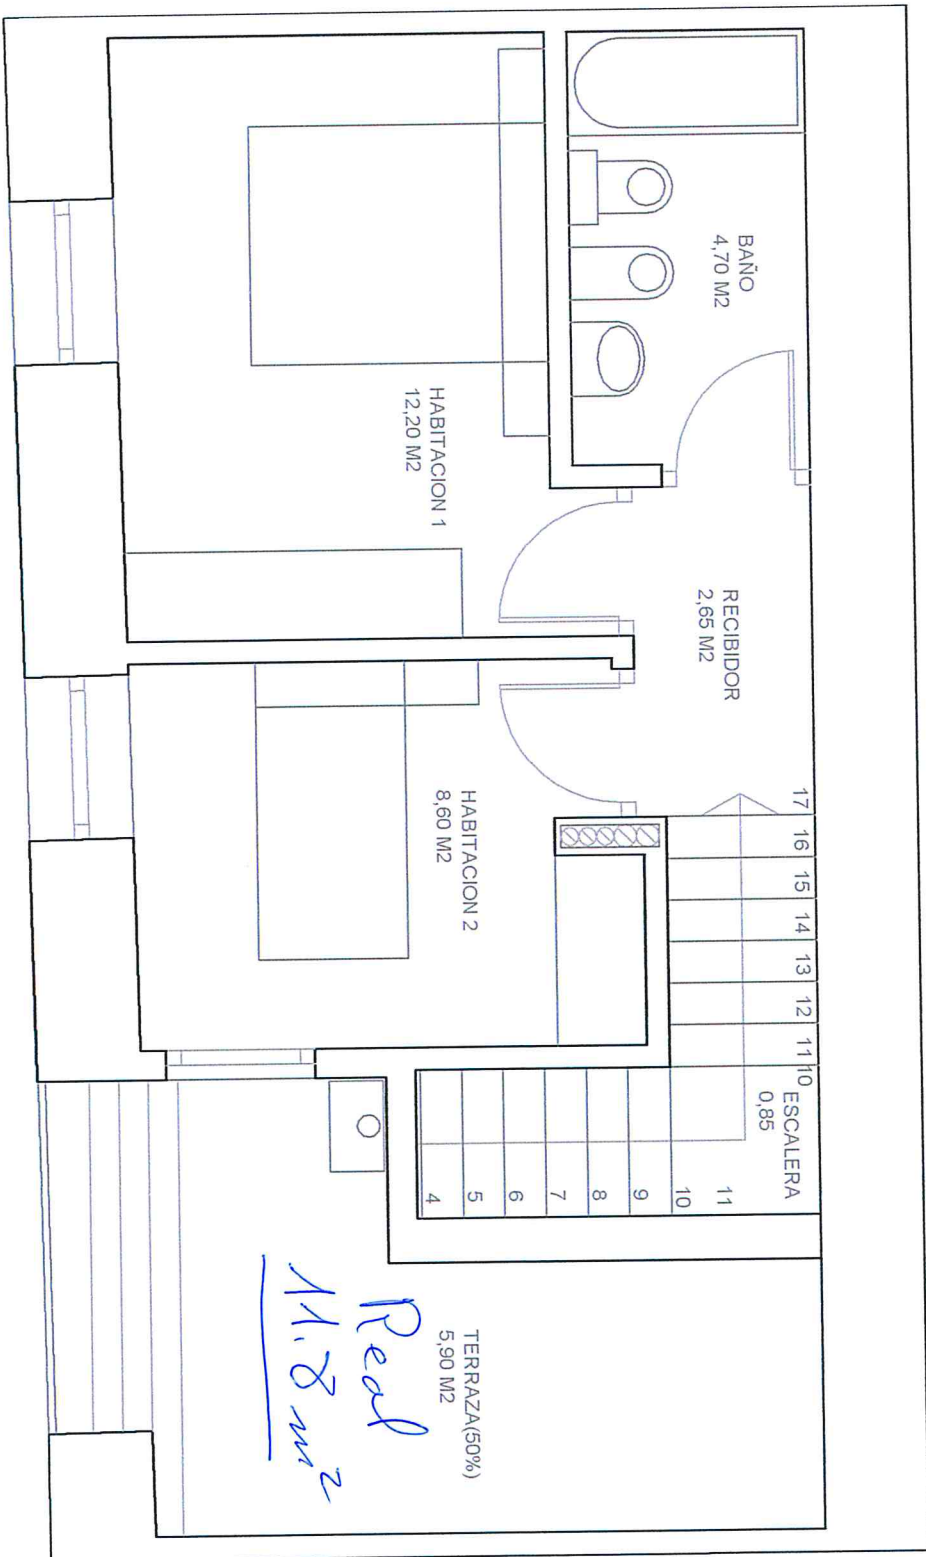 BAÑO
4,70 M2
HABITACION 1
12,20 M2
RECIBIDOR
2,65 M2
HABITACION 2
8,60 M2
17
16
15
14
13
12
11
10
ESCALERA
0,85
11
10
9
8
7
6
5
4
TERRAZA(50%)
5,90 M2
Real
11.8 m2